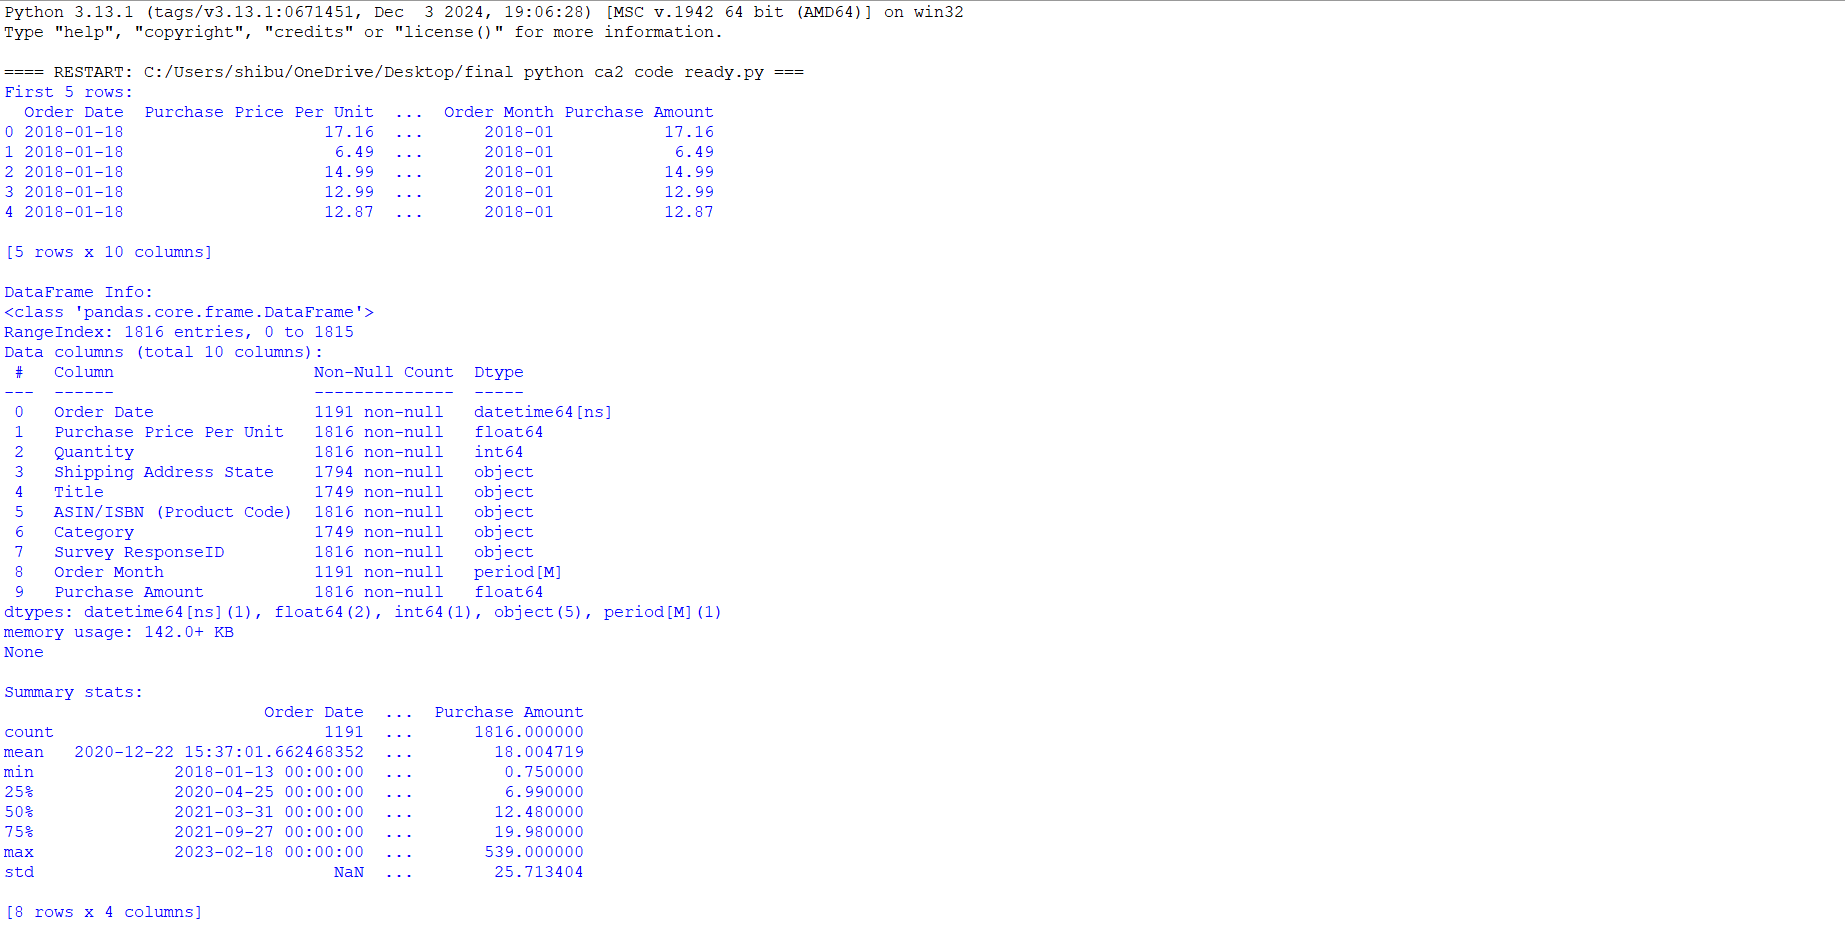 Python 3.13.1 (tags/v3.13.1:0671451, Dec  3 2024, 19:06:28) [MSC v.1942 64 bit (AMD64)] on win32
Type "help", "copyright", "credits" or "license()" for more information.
==== RESTART: C:/Users/shibu/OneDrive/Desktop/final python ca2 code ready.py ===
First 5 rows:
  Order Date  Purchase Price Per Unit  ...  Order Month Purchase Amount
0 2018-01-18                    17.16  ...      2018-01           17.16
1 2018-01-18                     6.49  ...      2018-01            6.49
2 2018-01-18                    14.99  ...      2018-01           14.99
3 2018-01-18                    12.99  ...      2018-01           12.99
4 2018-01-18                    12.87  ...      2018-01           12.87
[5 rows x 10 columns]
DataFrame Info:
<class 'pandas.core.frame.DataFrame'>
RangeIndex: 1816 entries, 0 to 1815
Data columns (total 10 columns):
 #   Column                    Non-Null Count  Dtype
---  ------                    --------------  -----
 0   Order Date                1191 non-null   datetime64[ns]
 1   Purchase Price Per Unit   1816 non-null   float64
 2   Quantity                  1816 non-null   int64
 3   Shipping Address State    1794 non-null   object
 4   Title                     1749 non-null   object
 5   ASIN/ISBN (Product Code)  1816 non-null   object
 6   Category                  1749 non-null   object
 7   Survey ResponseID         1816 non-null   object
 8   Order Month               1191 non-null   period[M]
 9   Purchase Amount           1816 non-null   float64
dtypes: datetime64[ns](1), float64(2), int64(1), object(5), period[M](1)
memory usage: 142.0+ KB
None
Summary stats:
                          Order Date  ...  Purchase Amount
count                           1191  ...      1816.000000
mean   2020-12-22 15:37:01.662468352  ...        18.004719
min              2018-01-13 00:00:00  ...         0.750000
25%              2020-04-25 00:00:00  ...         6.990000
50%              2021-03-31 00:00:00  ...        12.480000
75%              2021-09-27 00:00:00  ...        19.980000
max              2023-02-18 00:00:00  ...       539.000000
std                              NaN  ...        25.713404
[8 rows x 4 columns]